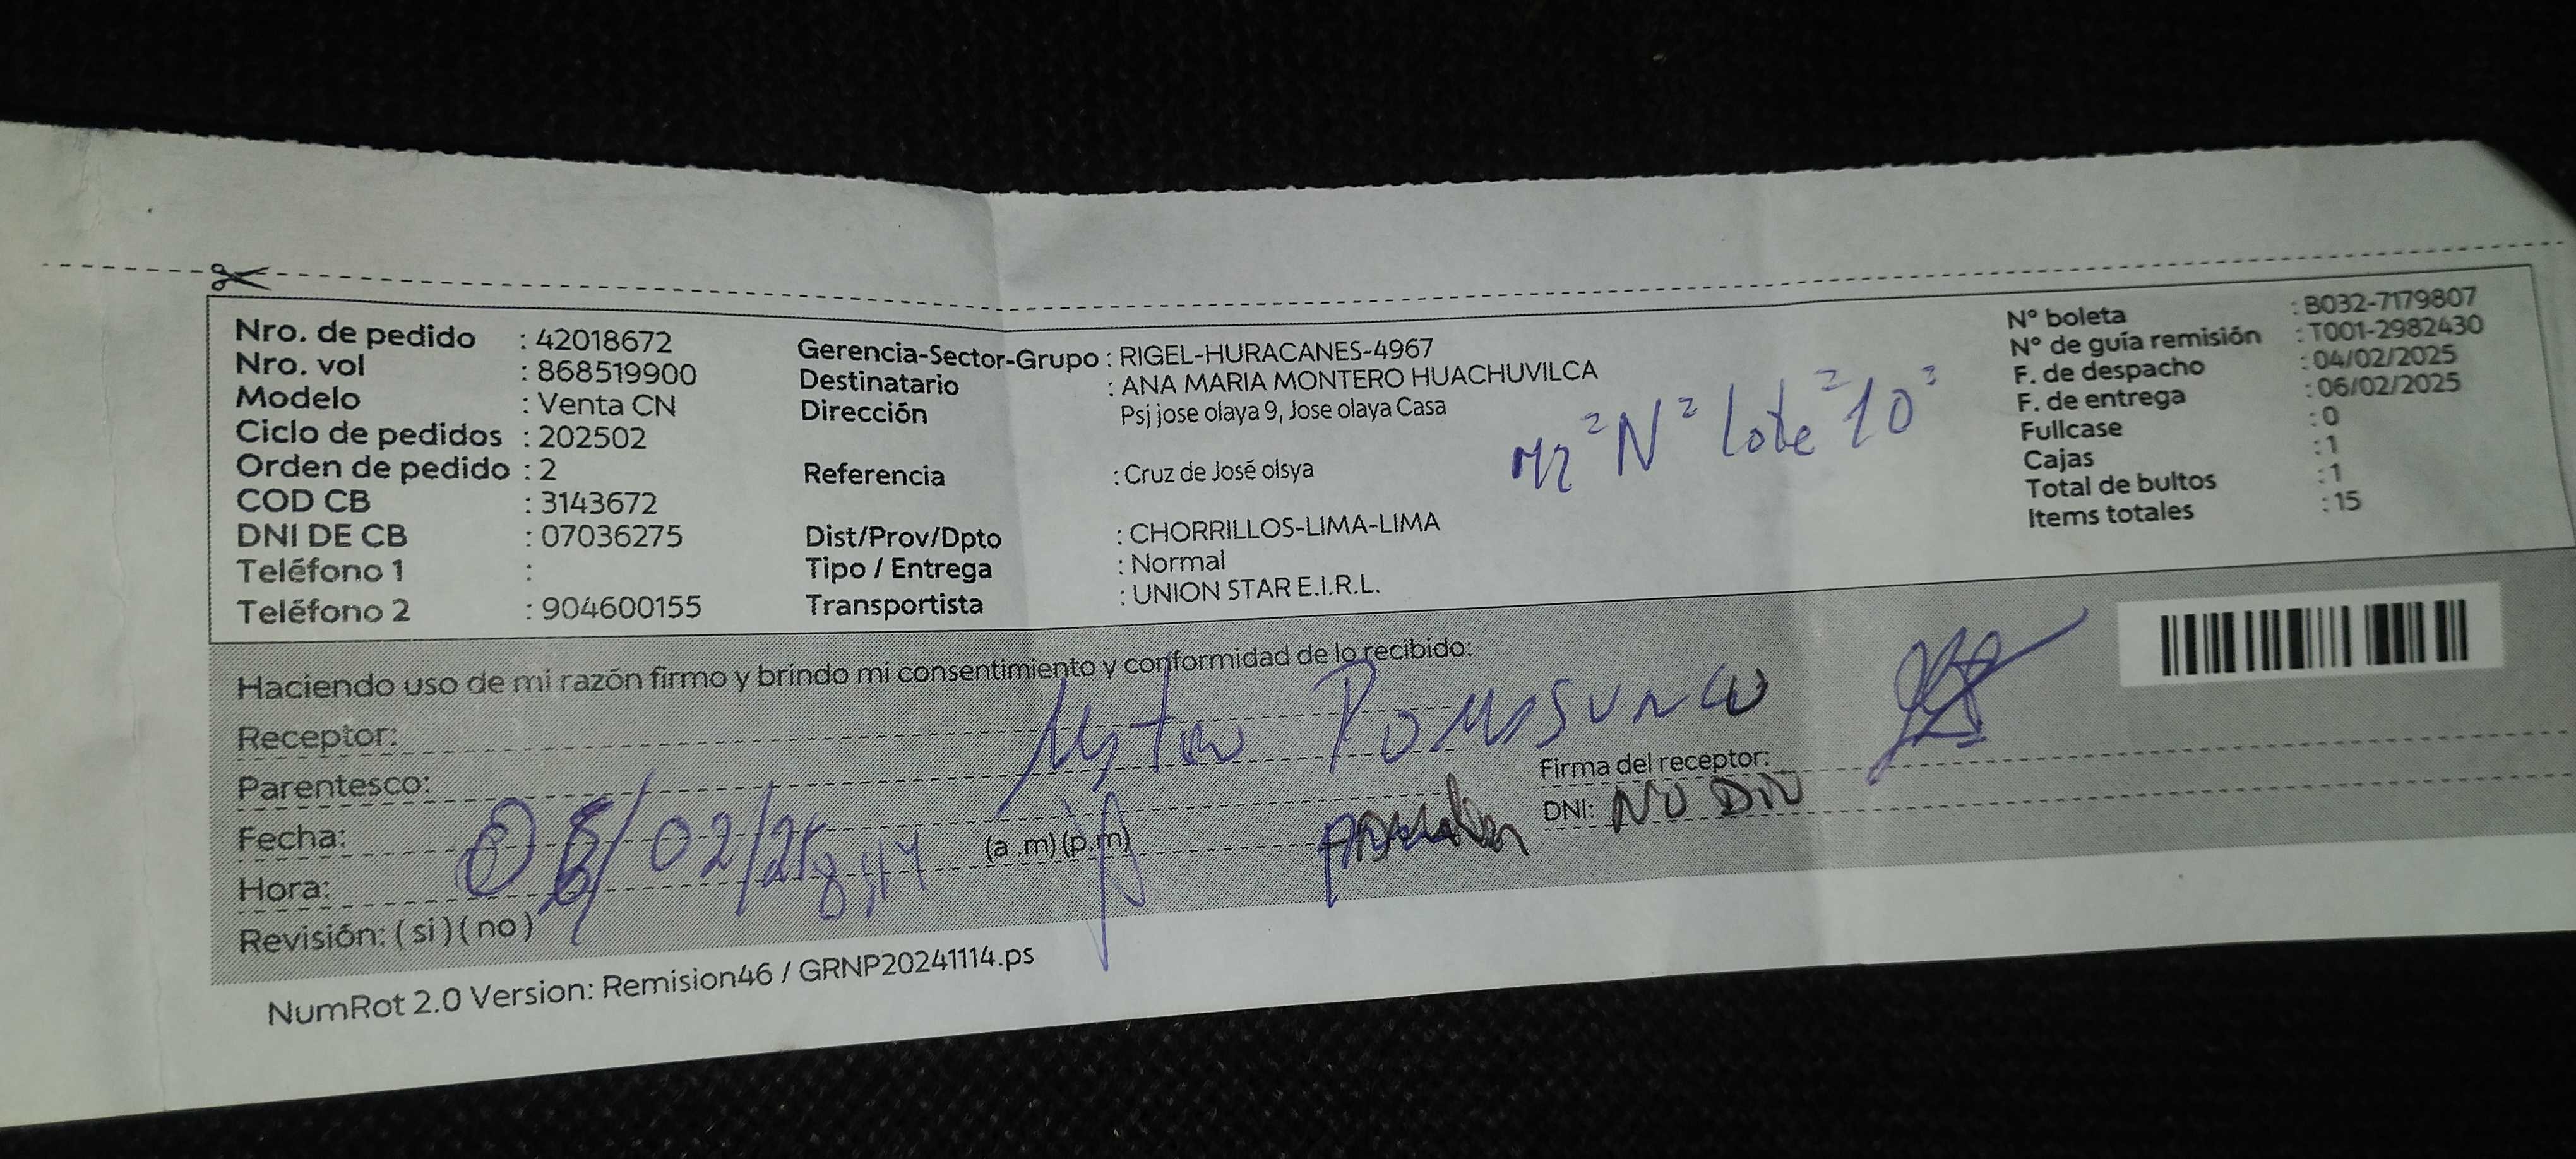 Nro. de pedido : 42018672
Nro. vol : 868519900
Modelo : Venta CN
Ciclo de pedidos : 202502
Orden de pedido : 2
COD CB : 3143672
DNI DE CB : 07036275
Teléfono 1 :
Teléfono 2 : 904600155
Gerencia-Sector-Grupo : RIGEL-HURACANES-4967
Destinatario : ANA MARIA MONTERO HUACHUVILCA
Dirección Psj jose olaya 9, Jose olaya Casa
Referencia : Cruz de José olsya
Dist/Prov/Dpto : CHORRILLOS-LIMA-LIMA
Tipo / Entrega : Normal
Transportista : UNION STAR E.I.R.L.
Mz "N" lote "10"
N° boleta : B032-7179807
N° de guía remisión : T001-2982430
F. de despacho : 04/02/2025
F. de entrega : 06/02/2025
Fullcase : 0
Cajas : 1
Total de bultos : 1
Items totales : 15
Haciendo uso de mi razón firmo y brindo mi consentimiento y conformidad de lo recibido:
Receptor:
Parentesco:
Firma del receptor:
Fecha: /02/25
DNI: NO DIO
Hora: (a.m)(p.m)
Revisión: (si)(no)
NumRot 2.0 Version: Remision46 / GRNP20241114.ps